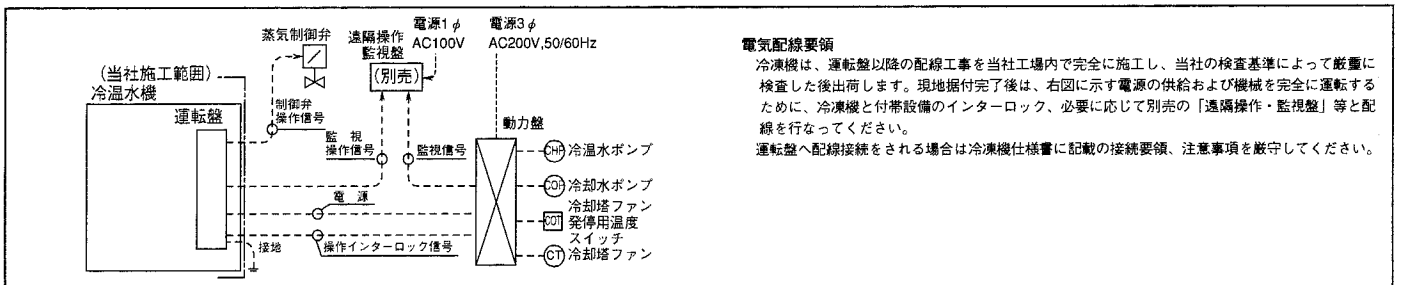 電源1φ
AC100V
電源3φ
AC200V,50/60Hz
蒸気制御弁
遠隔操作
監視盤
(別売)
(当社施工範囲)
冷温水機
運転盤
制御弁
操作信号
監視
操作信号
監視信号
動力盤
CHP 冷温水ポンプ
COP 冷却水ポンプ
COT 冷却塔ファン
発停用温度
スイッチ
CT 冷却塔ファン
電源
操作インターロック信号
接地
電気配線要領
冷凍機は、運転盤以降の配線工事を当社工場内で完全に施工し、当社の検査基準によって厳重に
検査した後出荷します。現地据付完了後は、右図に示す電源の供給および機械を完全に運転する
ために、冷凍機と付帯設備のインターロック、必要に応じて別売の「遠隔操作・監視盤」等と配
線を行なってください。
運転盤へ配線接続をされる場合は冷凍機仕様書に記載の接続要領、注意事項を厳守してください。